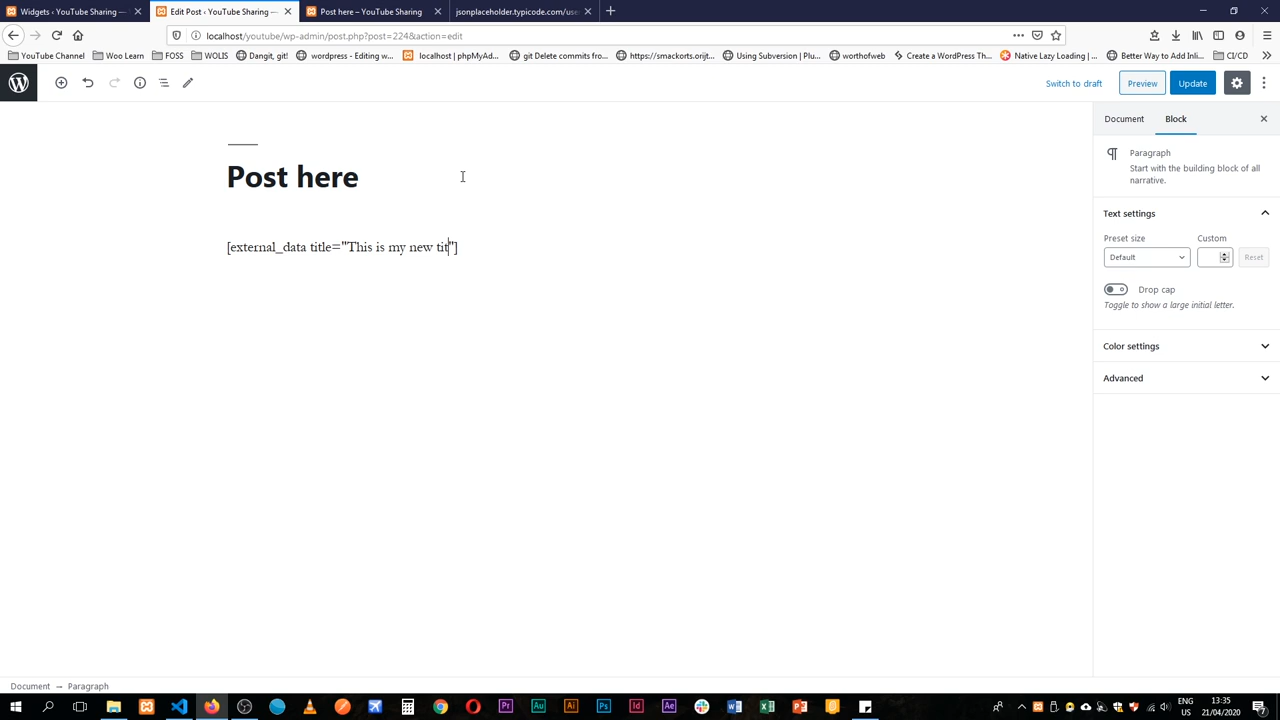 Widgets ‹ YouTube Sharing —
Edit Post ‹ YouTube Sharing —
Post here – YouTube Sharing
jsonplaceholder.typicode.com/use
localhost/youtube/wp-admin/post.php?post=224&action=edit
YouTube Channel
Woo Learn
FOSS
WOLIS
Dangit, git!
wordpress - Editing w...
localhost | phpMyAd...
git Delete commits fro...
https://smackorts.orijt...
Using Subversion | Plu...
worthofweb
Create a WordPress Th...
Native Lazy Loading | ...
Better Way to Add Inli...
CI/CD
Switch to draft
Preview
Update
Document
Block
Post here
Paragraph
Start with the building block of all
narrative.
[external_data title="This is my new tit"]
Text settings
Preset size
Custom
Default
Reset
Drop cap
Toggle to show a large initial letter.
Color settings
Advanced
Document → Paragraph
ENG
US
13:35
21/04/2020